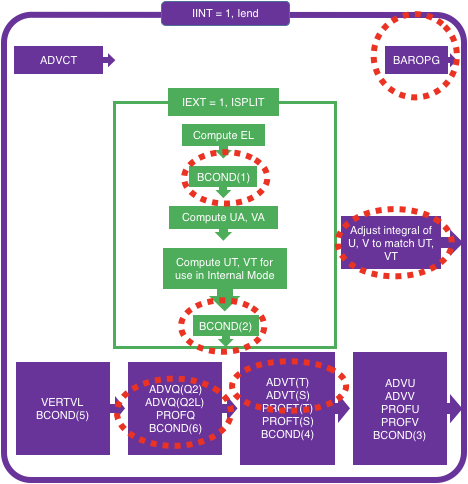 IINT = 1, Iend
ADVCT
BAROPG
IEXT = 1, ISPLIT
Compute EL
BCOND(1)
Compute UA, VA
Compute UT, VT for
use in Internal Mode
BCOND(2)
Adjust integral of
U, V to match UT,
VT
VERTVL
BCOND(5)
ADVQ(Q2)
ADVQ(Q2L)
PROFQ
BCOND(6)
ADVT(T)
ADVT(S)
PROFT(T)
PROFT(S)
BCOND(4)
ADVU
ADVV
PROFU
PROFV
BCOND(3)